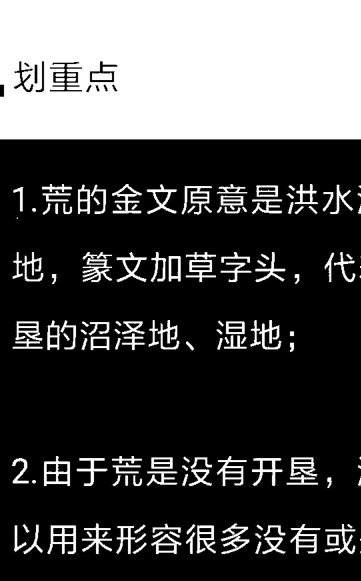 划重点
1.荒的金文原意是洪水
地，篆文加草字头，代
垦的沼泽地、湿地；
2.由于荒是没有开垦，
以用来形容很多没有或